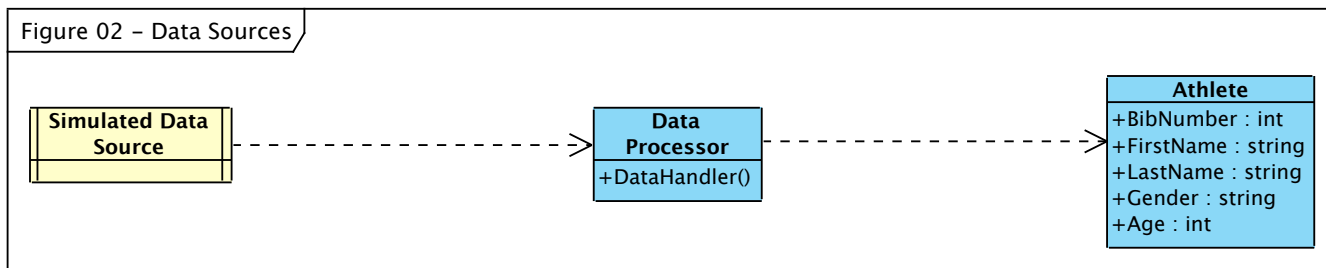 Figure 02 – Data Sources
Simulated Data
Source
Data
Processor
+DataHandler()
Athlete
+BibNumber : int
+FirstName : string
+LastName : string
+Gender : string
+Age : int